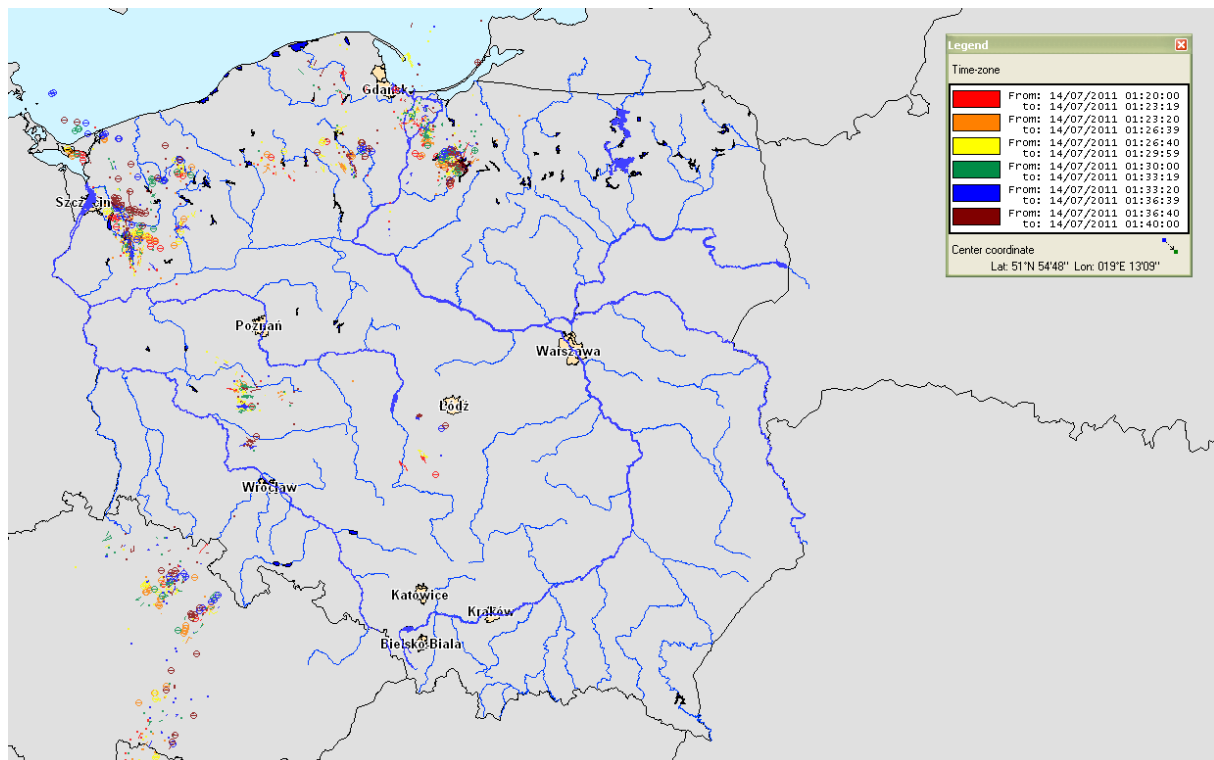 Legend
Time-zone
From: 14/07/2011 01:20:00
to: 14/07/2011 01:23:19
From: 14/07/2011 01:23:20
to: 14/07/2011 01:26:39
From: 14/07/2011 01:26:40
to: 14/07/2011 01:29:59
From: 14/07/2011 01:30:00
to: 14/07/2011 01:33:19
From: 14/07/2011 01:33:20
to: 14/07/2011 01:36:39
From: 14/07/2011 01:36:40
to: 14/07/2011 01:40:00
Center coordinate
Lat: 51°N 54'48" Lon: 019°E 13'09"
Gdańsk
Szczecin
Poznań
Warszawa
Łódź
Wrocław
Katowice
Kraków
Bielsko Biala